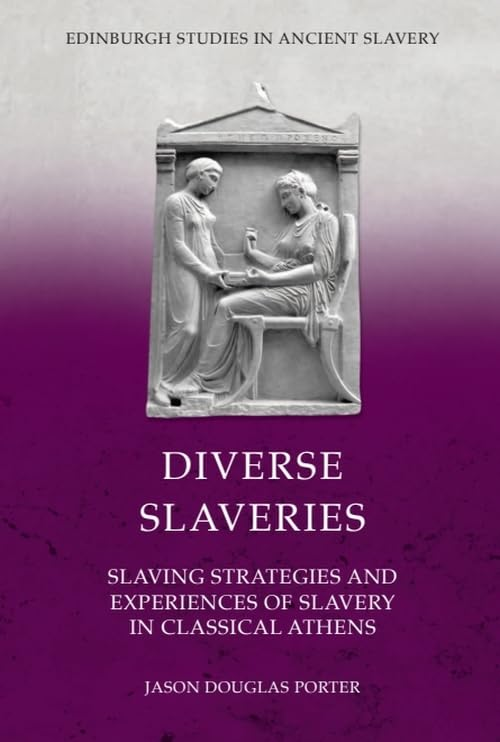 EDINBURGH STUDIES IN ANCIENT SLAVERY
DIVERSE
SLAVERIES
SLAVING STRATEGIES AND
EXPERIENCES OF SLAVERY
IN CLASSICAL ATHENS
JASON DOUGLAS PORTER